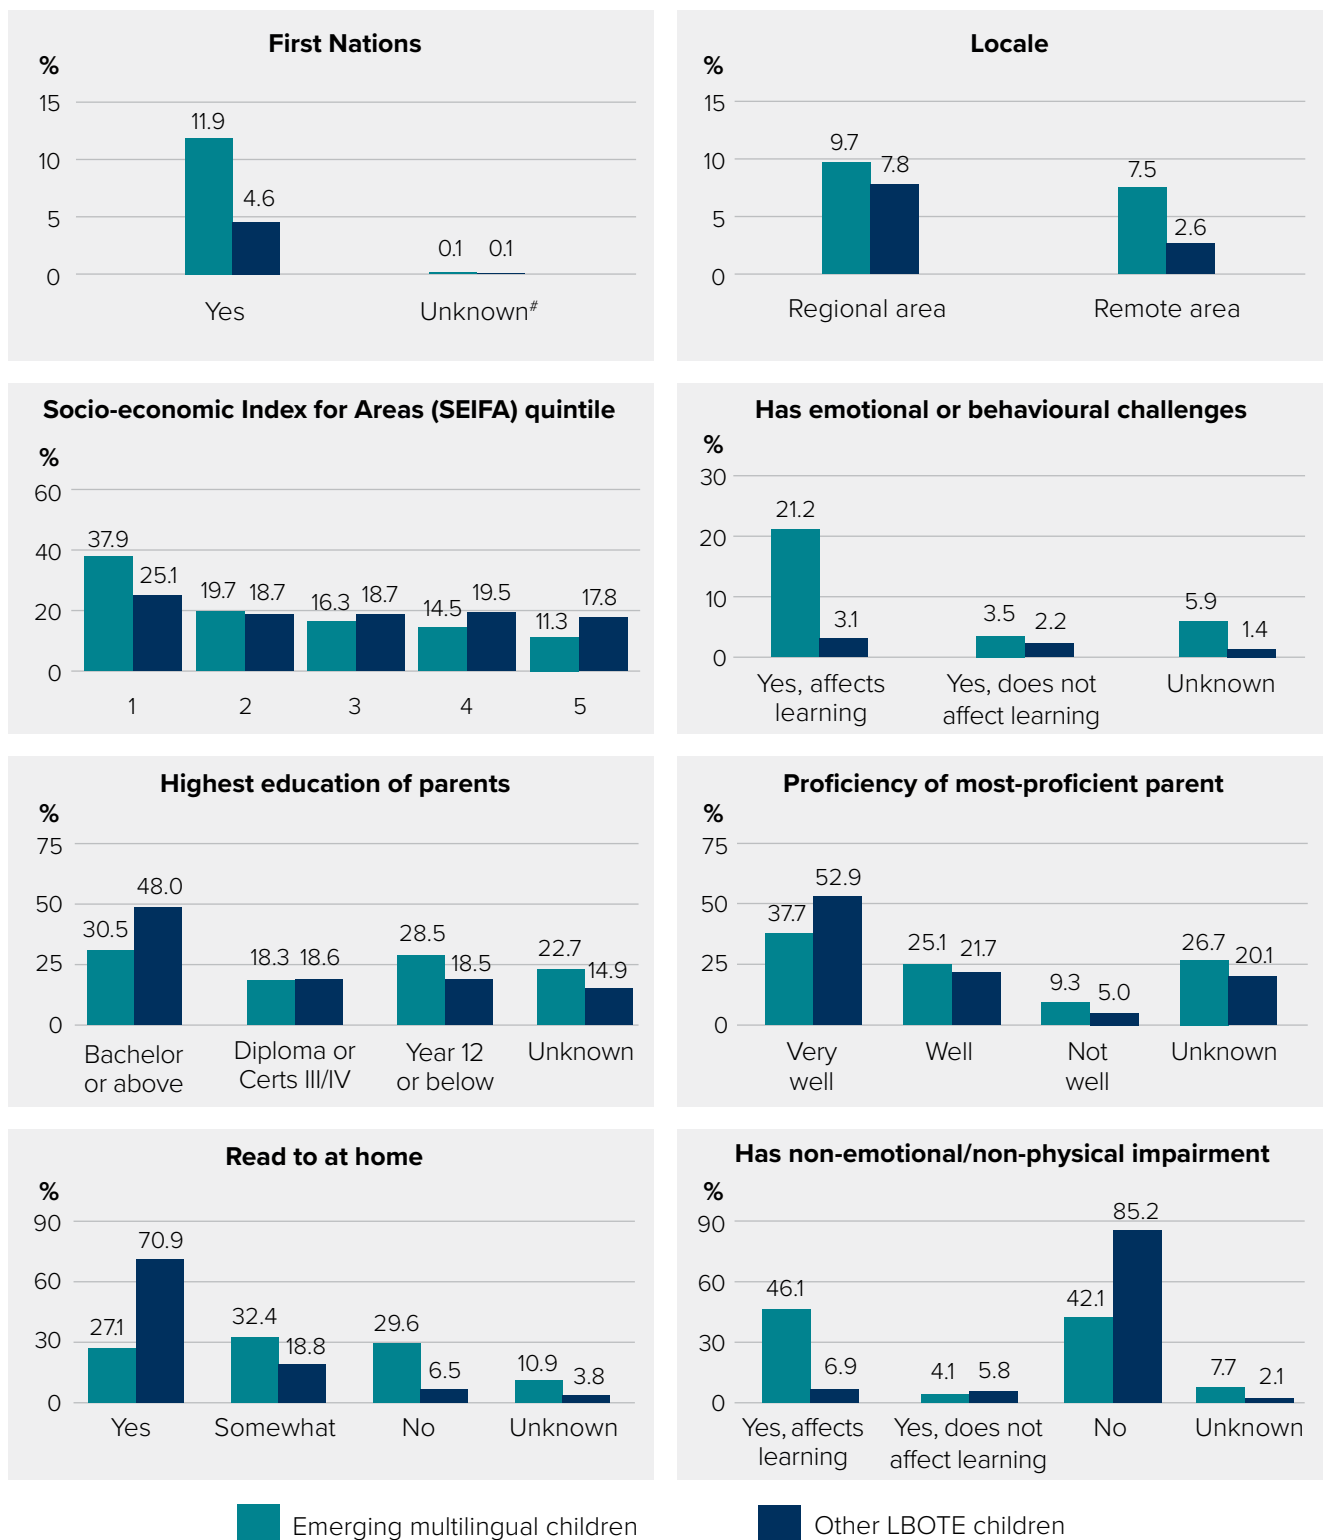 First Nations
%
15
10
5
0
11.9
4.6
0.1
0.1
Yes
Unknown#
Locale
%
15
10
5
0
9.7
7.8
7.5
2.6
Regional area
Remote area
Socio-economic Index for Areas (SEIFA) quintile
%
60
40
20
0
37.9
25.1
19.7
18.7
16.3
18.7
14.5
19.5
11.3
17.8
1
2
3
4
5
Has emotional or behavioural challenges
%
30
20
10
0
21.2
3.1
3.5
2.2
5.9
1.4
Yes, affects
learning
Yes, does not
affect learning
Unknown
Highest education of parents
%
75
50
25
0
30.5
48.0
18.3
18.6
28.5
18.5
22.7
14.9
Bachelor
or above
Diploma or
Certs III/IV
Year 12
or below
Unknown
Proficiency of most-proficient parent
%
75
50
25
0
37.7
52.9
25.1
21.7
9.3
5.0
26.7
20.1
Very
well
Well
Not
well
Unknown
Read to at home
%
90
60
30
0
27.1
70.9
32.4
18.8
29.6
6.5
10.9
3.8
Yes
Somewhat
No
Unknown
Has non-emotional/non-physical impairment
%
90
60
30
0
46.1
6.9
4.1
5.8
42.1
85.2
7.7
2.1
Yes, affects
learning
Yes, does not
affect learning
No
Unknown
Emerging multilingual children
Other LBOTE children